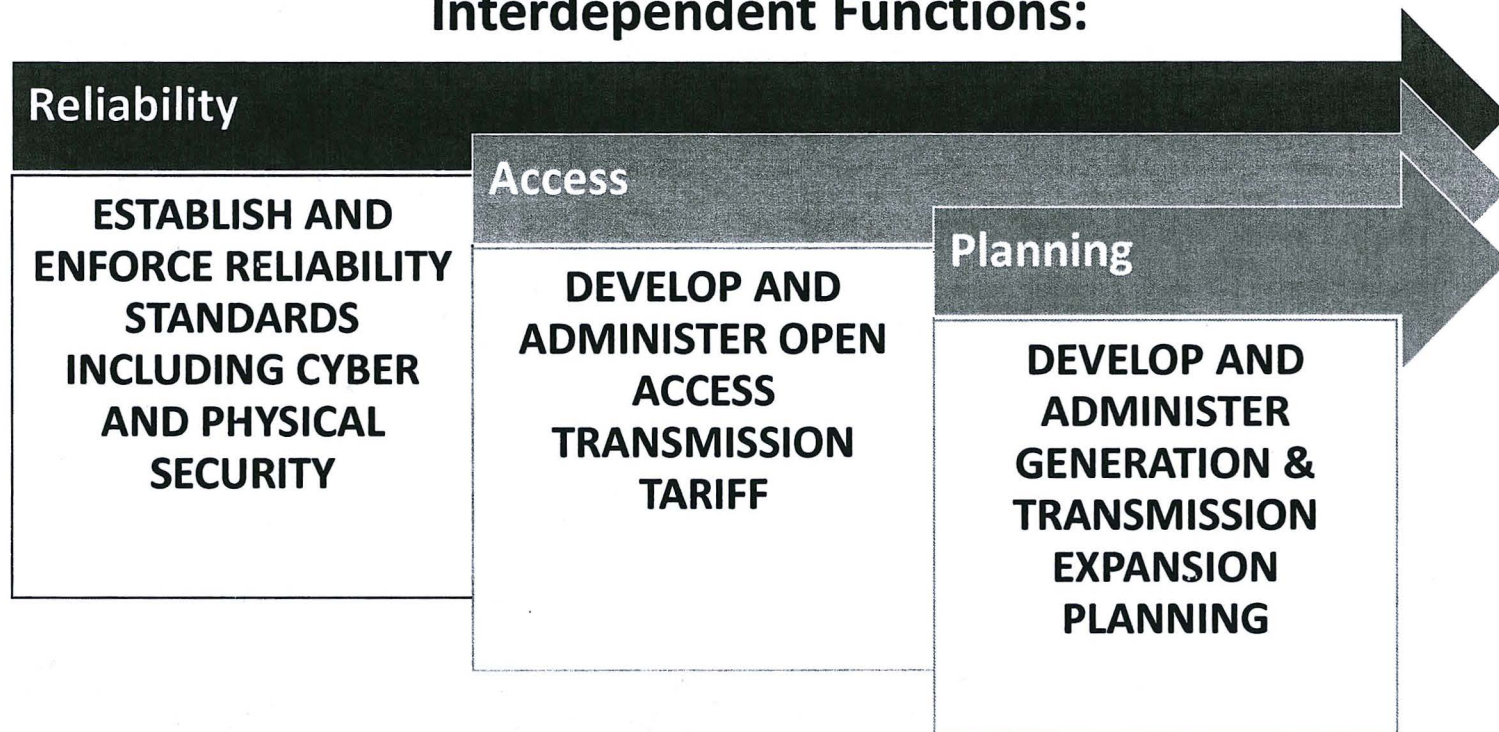 Interdependent Functions:
Reliability
ESTABLISH AND
ENFORCE RELIABILITY
STANDARDS
INCLUDING CYBER
AND PHYSICAL
SECURITY
Access
DEVELOP AND
ADMINISTER OPEN
ACCESS
TRANSMISSION
TARIFF
Planning
DEVELOP AND
ADMINISTER
GENERATION &
TRANSMISSION
EXPANSION
PLANNING